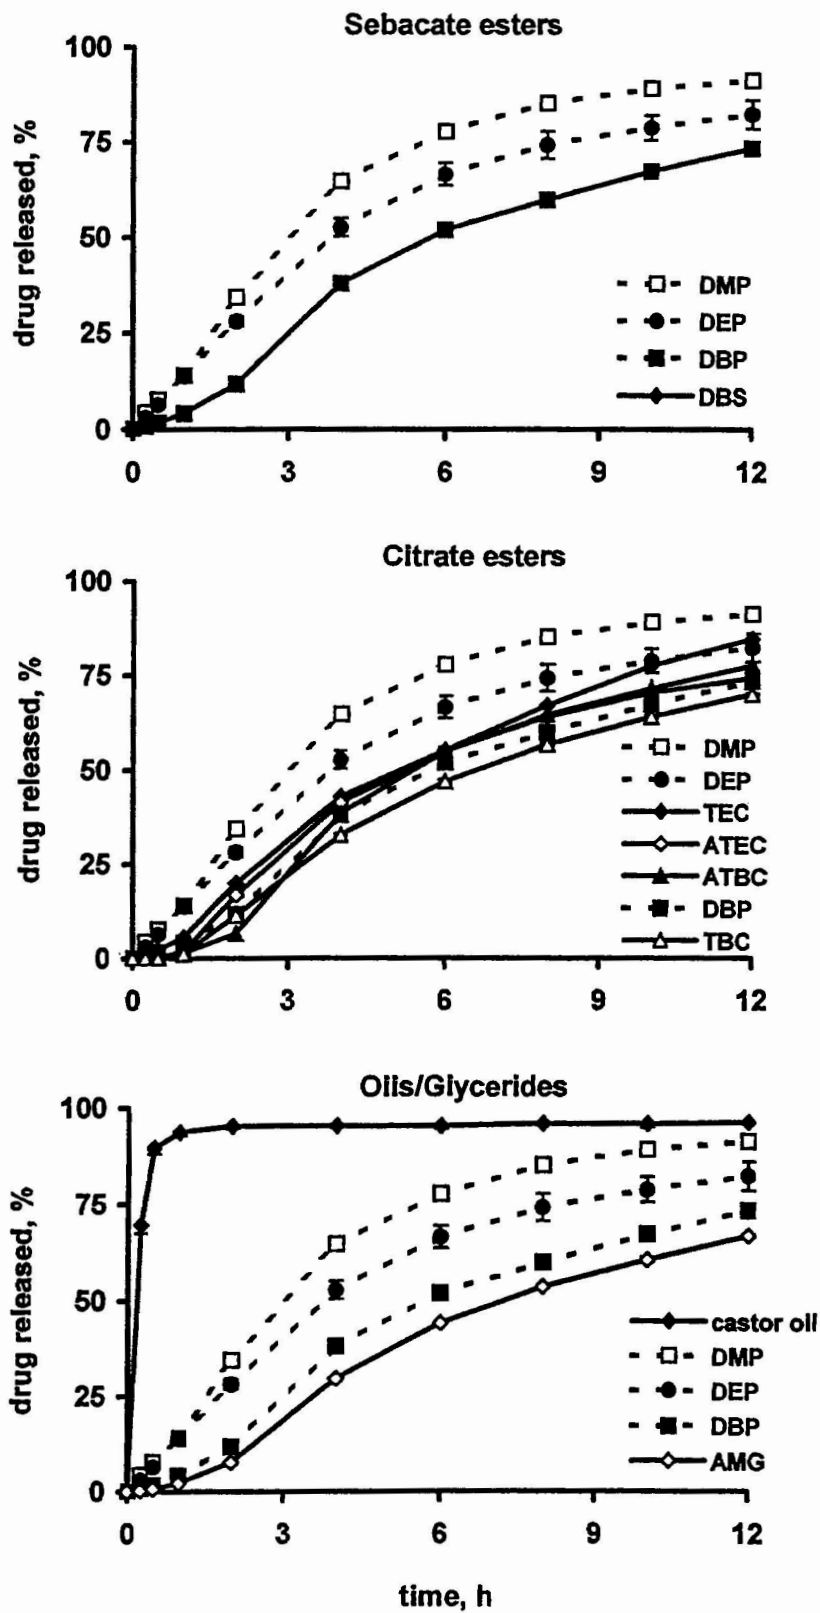 Sebacate esters
100
75
50
25
0
drug released, %
DMP
DEP
DBP
DBS
0 3 6 9 12
Citrate esters
100
75
50
25
0
drug released, %
DMP
DEP
TEC
ATEC
ATBC
DBP
TBC
0 3 6 9 12
Oils/Glycerides
100
75
50
25
0
drug released, %
castor oil
DMP
DEP
DBP
AMG
0 3 6 9 12
time, h